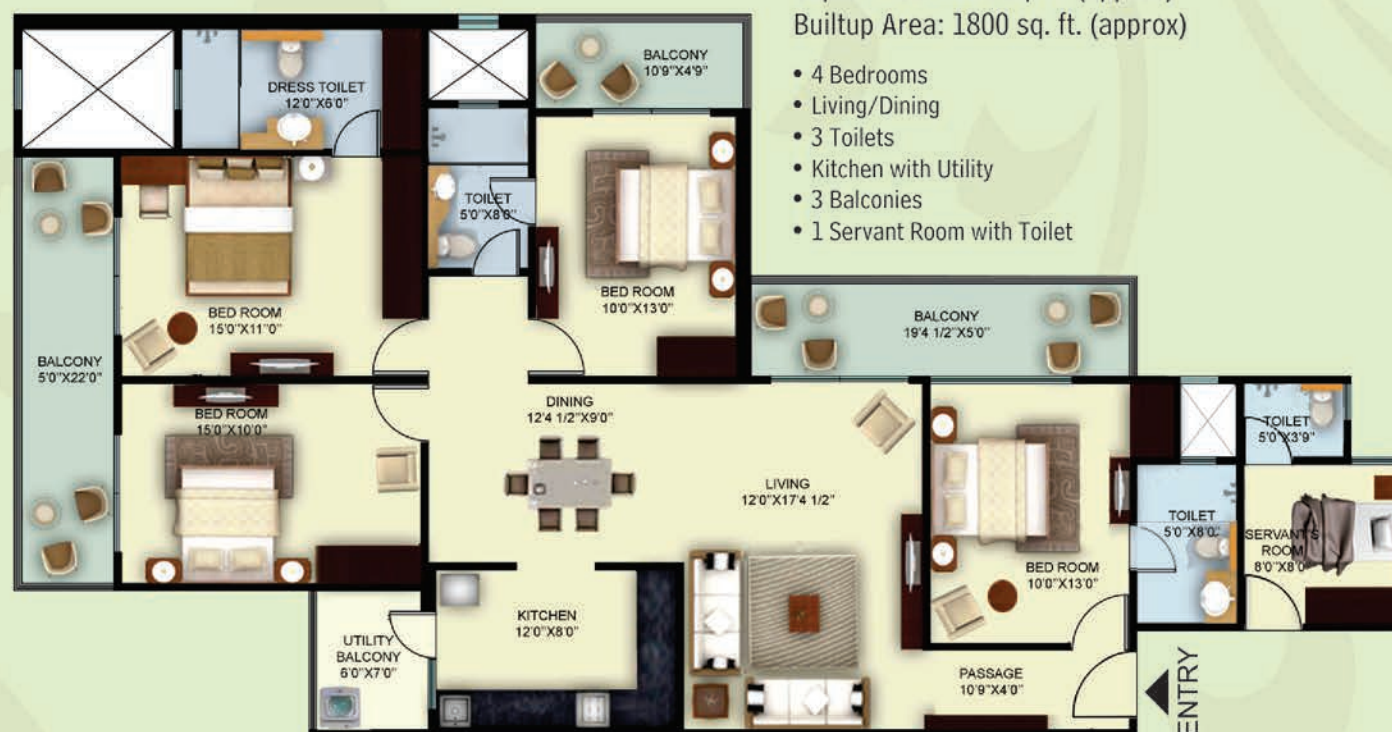 Builtup Area: 1800 sq. ft. (approx)
• 4 Bedrooms
• Living/Dining
• 3 Toilets
• Kitchen with Utility
• 3 Balconies
• 1 Servant Room with Toilet
DRESS TOILET
12'0"X6'0"
BALCONY
10'9"X4'9"
TOILET
5'0"X8'0"
BED ROOM
15'0"X11'0"
BED ROOM
10'0"X13'0"
BALCONY
19'4 1/2"X5'0"
BALCONY
5'0"X22'0"
BED ROOM
15'0"X10'0"
DINING
12'4 1/2"X9'0"
TOILET
5'0"X3'9"
LIVING
12'0"X17'4 1/2"
TOILET
5'0"X8'0"
SERVANT'S
ROOM
8'0"X8'0"
BED ROOM
10'0"X13'0"
KITCHEN
12'0"X8'0"
UTILITY
BALCONY
6'0"X7'0"
PASSAGE
10'9"X4'0"
ENTRY